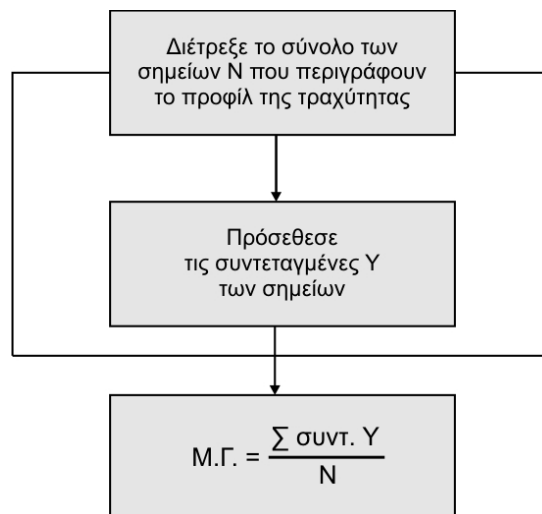 Διέτρεξε το σύνολο των
σημείων Ν που περιγράφουν
το προφίλ της τραχύτητας
Πρόσεθεσε
τις συντεταγμένες Υ
των σημείων
Μ.Γ. = ∑ συντ. Υ / Ν